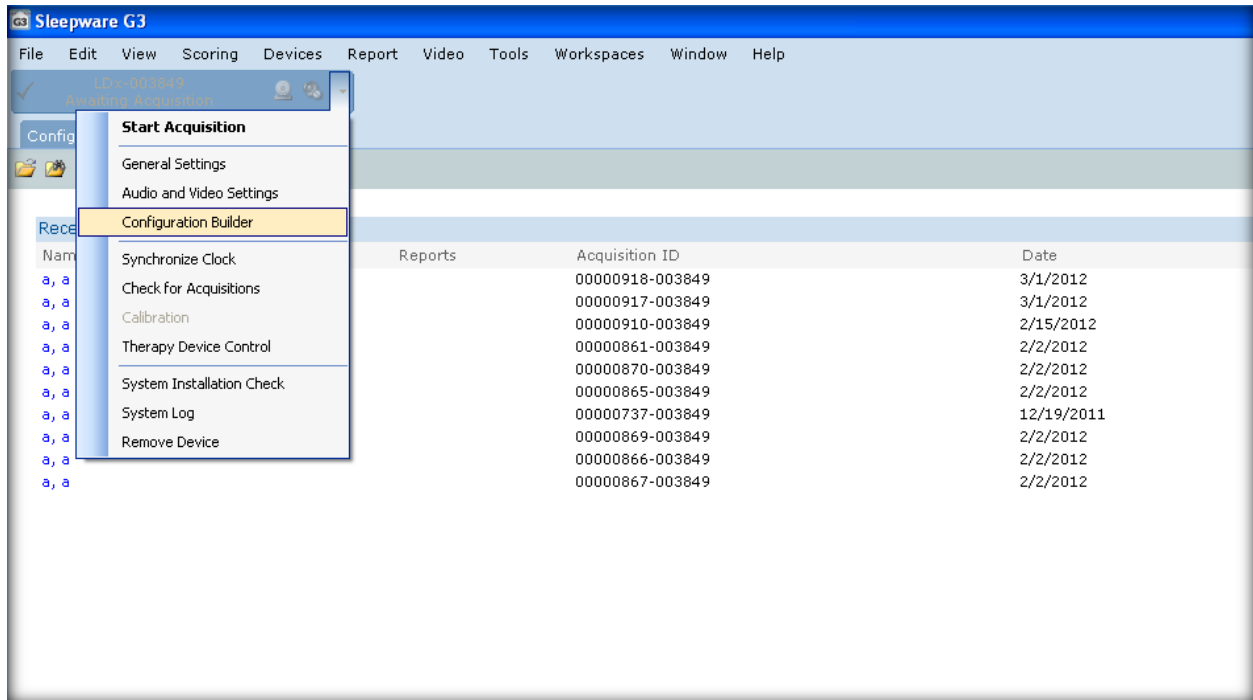 G3 Sleepware G3
File Edit View Scoring Devices Report Video Tools Workspaces Window Help
LDx-003849
Awaiting Acquisition
Config
Start Acquisition
General Settings
Audio and Video Settings
Configuration Builder
Synchronize Clock
Check for Acquisitions
Calibration
Therapy Device Control
System Installation Check
System Log
Remove Device
Rece
Nam Reports Acquisition ID Date
a, a 00000918-003849 3/1/2012
a, a 00000917-003849 3/1/2012
a, a 00000910-003849 2/15/2012
a, a 00000861-003849 2/2/2012
a, a 00000870-003849 2/2/2012
a, a 00000865-003849 2/2/2012
a, a 00000737-003849 12/19/2011
a, a 00000869-003849 2/2/2012
a, a 00000866-003849 2/2/2012
a, a 00000867-003849 2/2/2012